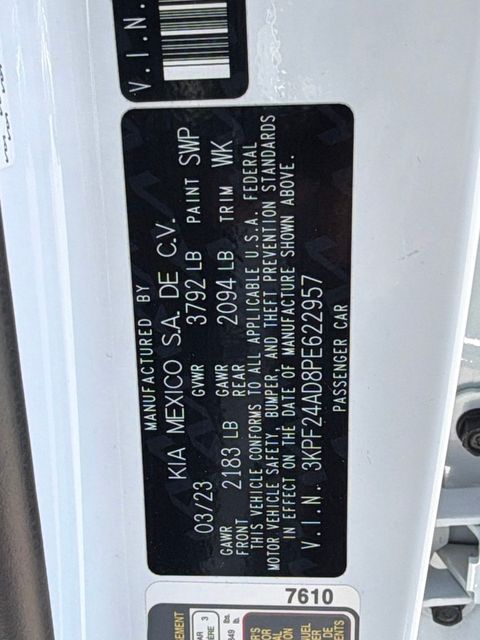 V.I.N.
MANUFACTURED BY
KIA MEXICO S.A. DE C.V.
03/23 GVWR 3792 LB PAINT SWP
GAWR FRONT 2183 LB GAWR REAR 2094 LB TRIM WK
THIS VEHICLE CONFORMS TO ALL APPLICABLE U.S.A. FEDERAL
MOTOR VEHICLE SAFETY, BUMPER, AND THEFT PREVENTION STANDARDS
IN EFFECT ON THE DATE OF MANUFACTURE SHOWN ABOVE.
V.I.N. 3KPF24AD8PE622957
PASSENGER CAR
7610